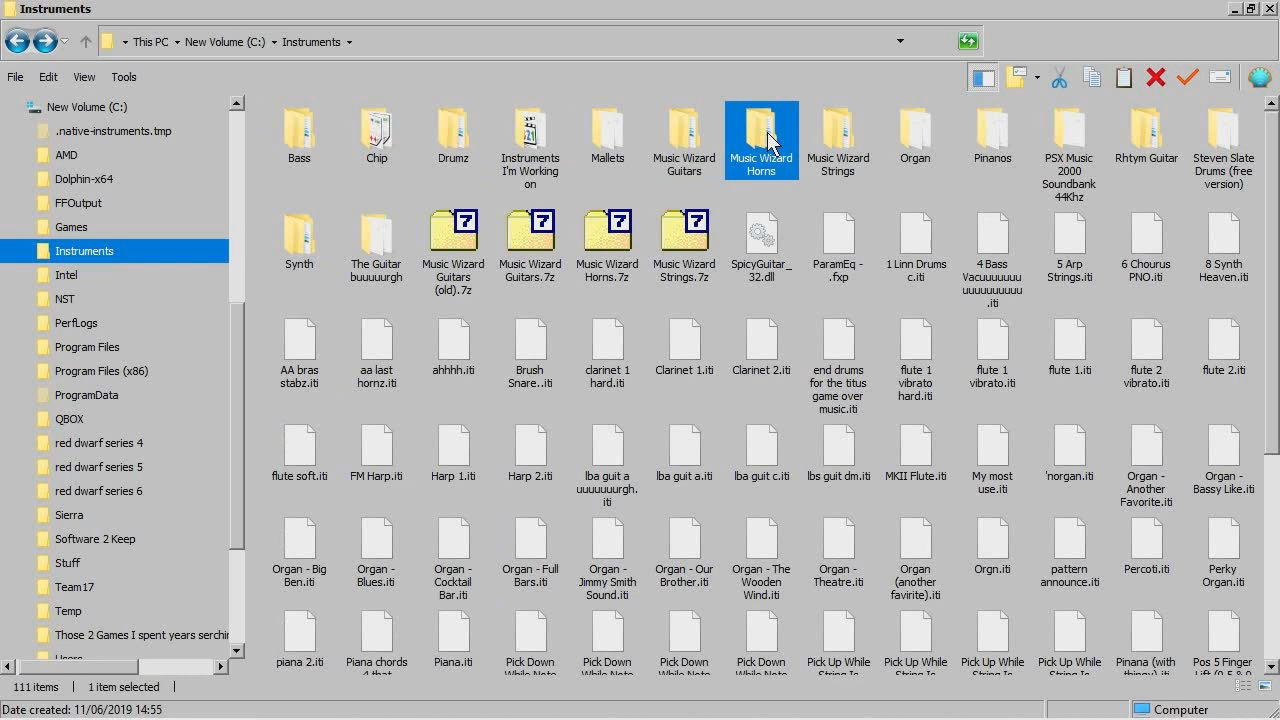 Instruments
This PC New Volume (C:) Instruments
File Edit View Tools
New Volume (C:)
.native-instruments.tmp
AMD
Dolphin-x64
FFOutput
Games
Instruments
Intel
NST
PerfLogs
Program Files
Program Files (x86)
ProgramData
QBOX
red dwarf series 4
red dwarf series 5
red dwarf series 6
Sierra
Software 2 Keep
Stuff
Team17
Temp
Those 2 Games I spent years serchi
Users
Bass
Chip
Drumz
Instruments
I'm Working
on
Mallets
Music Wizard
Guitars
Music Wizard
Horns
Music Wizard
Strings
Organ
Pinanos
PSX Music
2000
Soundbank
44Khz
Rhtym Guitar
Steven Slate
Drums (free
version)
Synth
The Guitar
buuuuurgh
Music Wizard
Guitars
(old).7z
Music Wizard
Guitars.7z
Music Wizard
Horns.7z
Music Wizard
Strings.7z
SpicyGuitar_
32.dll
ParamEq -
.fxp
1 Linn Drums
c.iti
4 Bass
Vacuuuuuuu
uuuuuuuuuu
.iti
5 Arp
Strings.iti
6 Chourus
PNO.iti
8 Synth
Heaven.iti
AA bras
stabz.iti
aa last
hornz.iti
ahhhh.iti
Brush
Snare..iti
clarinet 1
hard.iti
Clarinet 1.iti
Clarinet 2.iti
end drums
for the titus
game over
music.iti
flute 1
vibrato
hard.iti
flute 1
vibrato.iti
flute 1.iti
flute 2
vibrato.iti
flute 2.iti
flute soft.iti
FM Harp.iti
Harp 1.iti
Harp 2.iti
lba guit a
uuuuuuurgh.
iti
lba guit a.iti
lba guit c.iti
lbs guit dm.iti
MKII Flute.iti
My most
use.iti
'norgan.iti
Organ -
Another
Favorite.iti
Organ -
Bassy Like.iti
Organ - Big
Ben.iti
Organ -
Blues.iti
Organ -
Cocktail
Bar.iti
Organ - Full
Bars.iti
Organ -
Jimmy Smith
Sound.iti
Organ - Our
Brother.iti
Organ - The
Wooden
Wind.iti
Organ -
Theatre.iti
Organ
(another
favirite).iti
Orgn.iti
pattern
announce.iti
Percoti.iti
Perky
Organ.iti
piana 2.iti
Piana chords
Piana.iti
Pick Down
Pick Down
Pick Down
Pick Up While
Pick Up While
Pick Up While
Pick Up While
Pinana (with
Pos 5 Finger
111 items 1 item selected
Date created: 11/06/2019 14:55
Computer